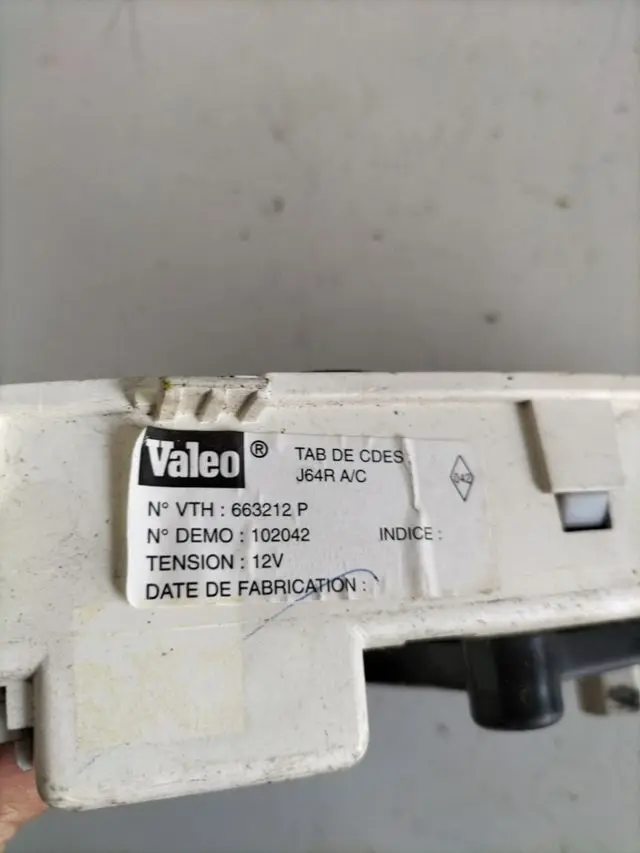 Valeo ® TAB DE CDES
J64R A/C
042
N° VTH : 663212 P
N° DEMO : 102042 INDICE :
TENSION : 12V
DATE DE FABRICATION :